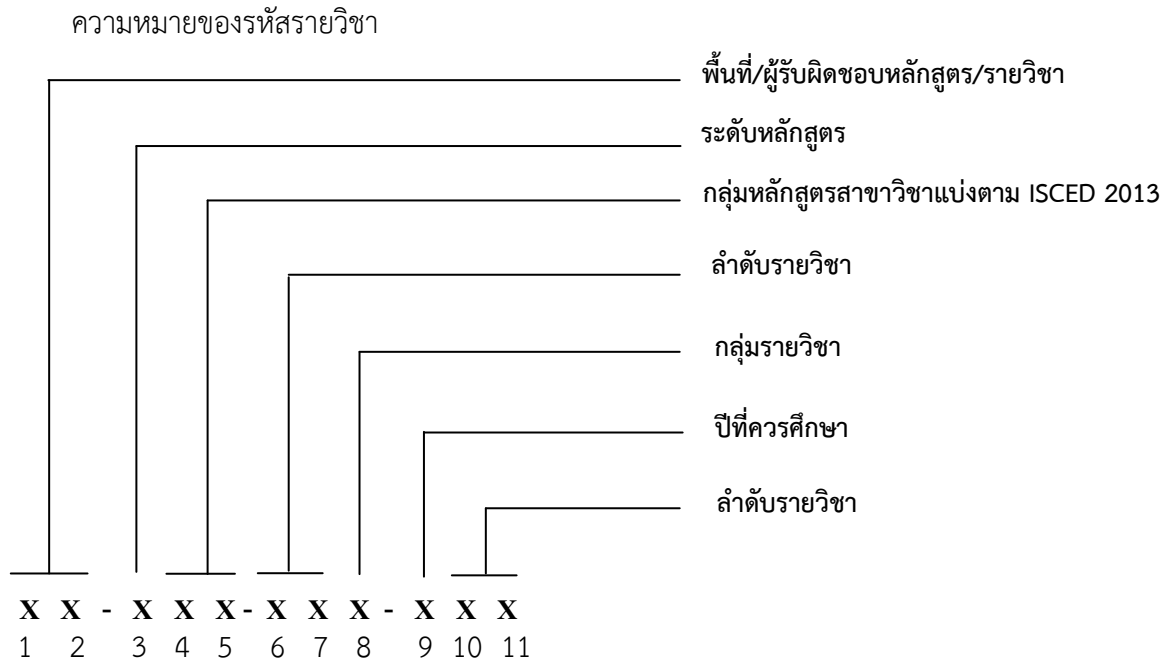 ความหมายของรหัสรายวิชา
พื้นที่/ผู้รับผิดชอบหลักสูตร/รายวิชา
ระดับหลักสูตร
กลุ่มหลักสูตรสาขาวิชาแบ่งตาม ISCED 2013
ลำดับรายวิชา
กลุ่มรายวิชา
ปีที่ควรศึกษา
ลำดับรายวิชา
X X - X X X - X X X - X X X
1 2 3 4 5 6 7 8 9 10 11